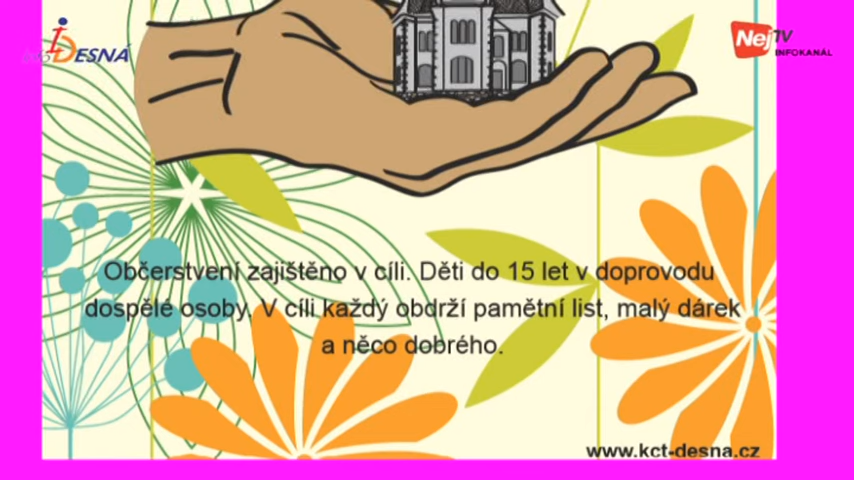 DESNÁ
Nej TV
INFOKANÁL
Občerstvení zajištěno v cíli. Děti do 15 let v doprovodu
dospělé osoby. V cíli každý obdrží pamětní list, malý dárek
a něco dobrého.
www.kct-desna.cz